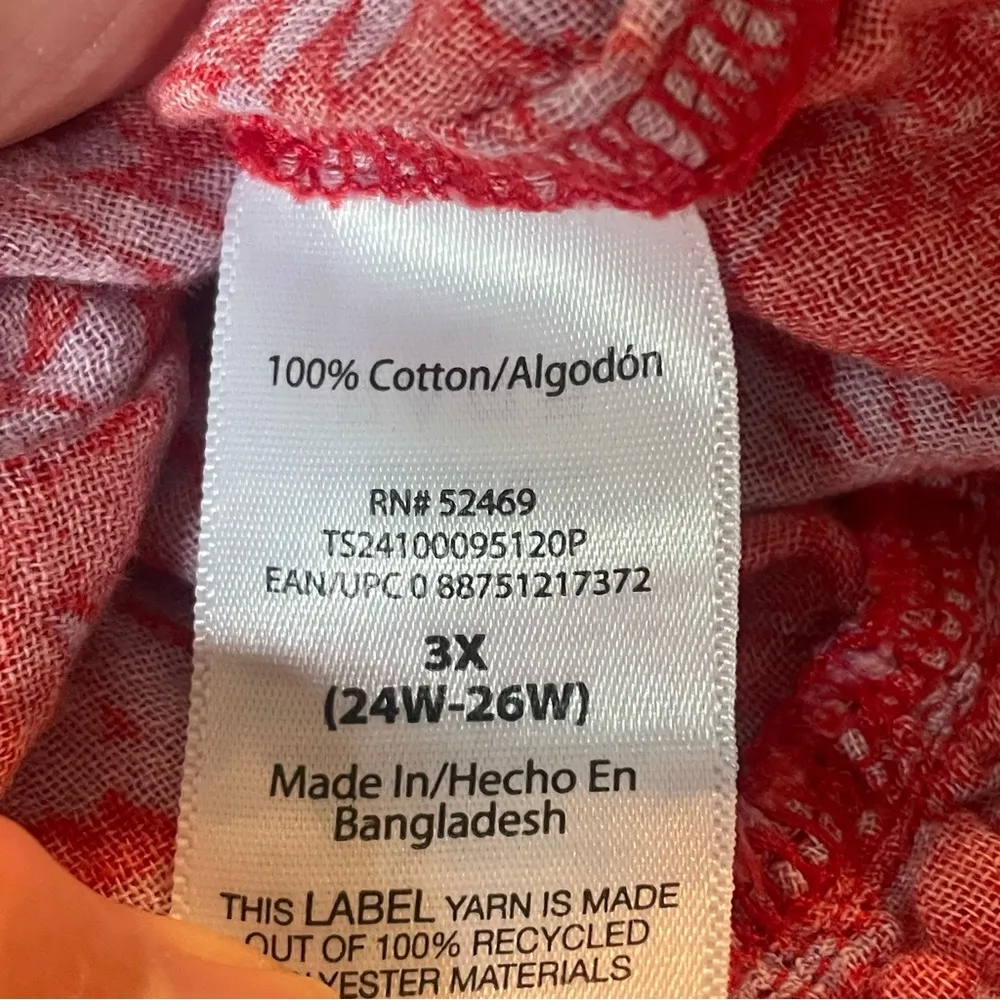 100% Cotton/Algodón
RN# 52469
TS24100095120P
EAN/UPC 0 88751217372
3X
(24W-26W)
Made In/Hecho En
Bangladesh
THIS LABEL YARN IS MADE
OUT OF 100% RECYCLED
MATERIALS